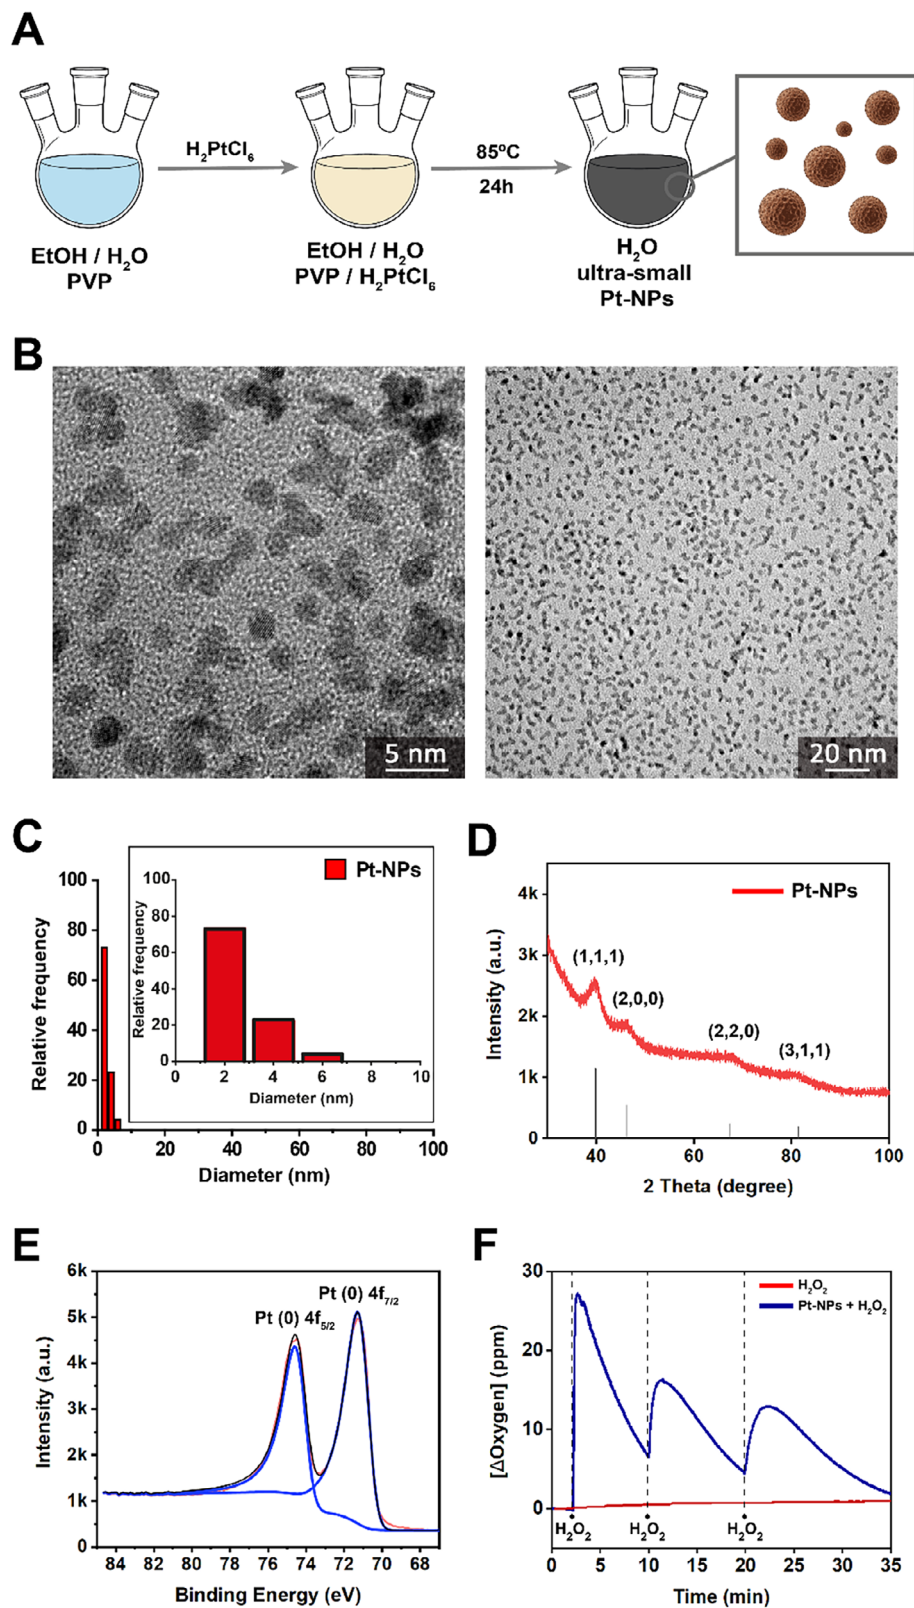 A
H₂PtCl₆
85ºC
24h
EtOH / H₂O
PVP
EtOH / H₂O
PVP / H₂PtCl₆
H₂O
ultra-small
Pt-NPs
B
5 nm
20 nm
C
Pt-NPs
Relative frequency
100
80
60
40
20
0
0 20 40 60 80 100
Diameter (nm)
Relative frequency
100
80
60
40
20
0
0 2 4 6 8 10
Diameter (nm)
D
Pt-NPs
Intensity (a.u.)
4k
3k
2k
1k
0
(1,1,1)
(2,0,0)
(2,2,0)
(3,1,1)
40 60 80 100
2 Theta (degree)
E
Intensity (a.u.)
6k
5k
4k
3k
2k
1k
0
Pt (0) 4f₇/₂
Pt (0) 4f₅/₂
84 82 80 78 76 74 72 70 68
Binding Energy (eV)
F
[ΔOxygen] (ppm)
30
20
10
0
H₂O₂
Pt-NPs + H₂O₂
H₂O₂ H₂O₂ H₂O₂
0 5 10 15 20 25 30 35
Time (min)